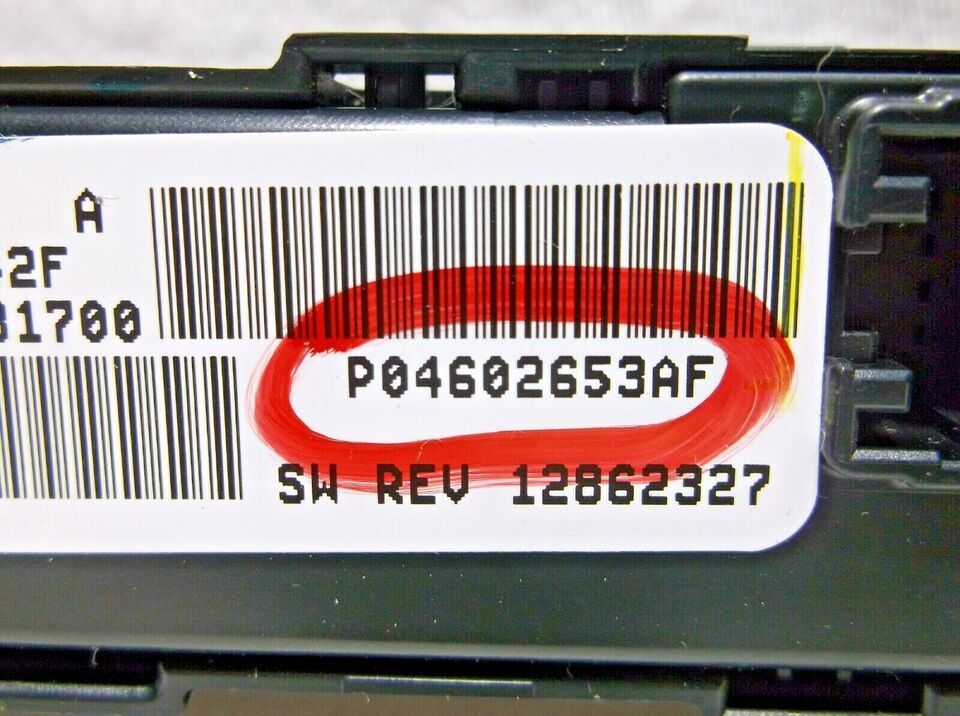 A
-2F
31700
P04602653AF
SW REV 12862327